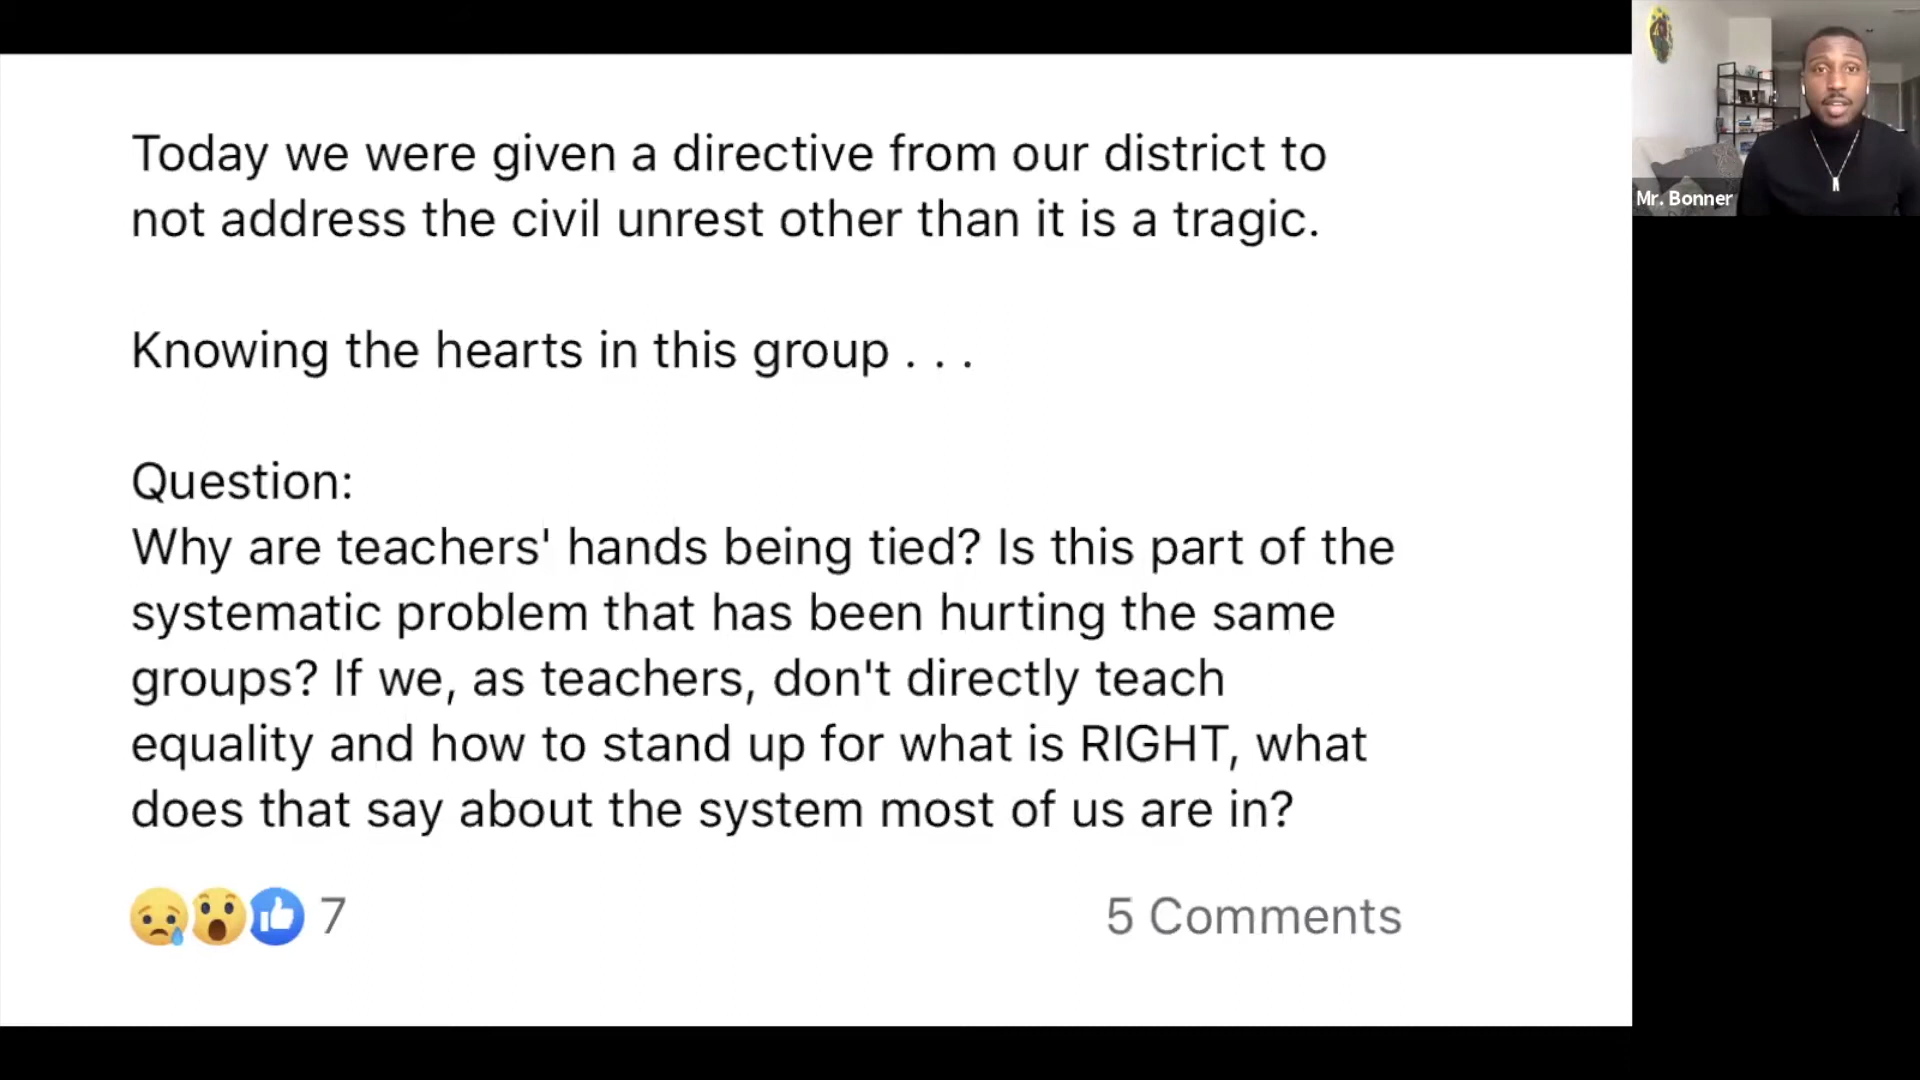 Today we were given a directive from our district to
not address the civil unrest other than it is a tragic.
Knowing the hearts in this group . . .
Question:
Why are teachers' hands being tied? Is this part of the
systematic problem that has been hurting the same
groups? If we, as teachers, don't directly teach
equality and how to stand up for what is RIGHT, what
does that say about the system most of us are in?
7
5 Comments
Mr. Bonner